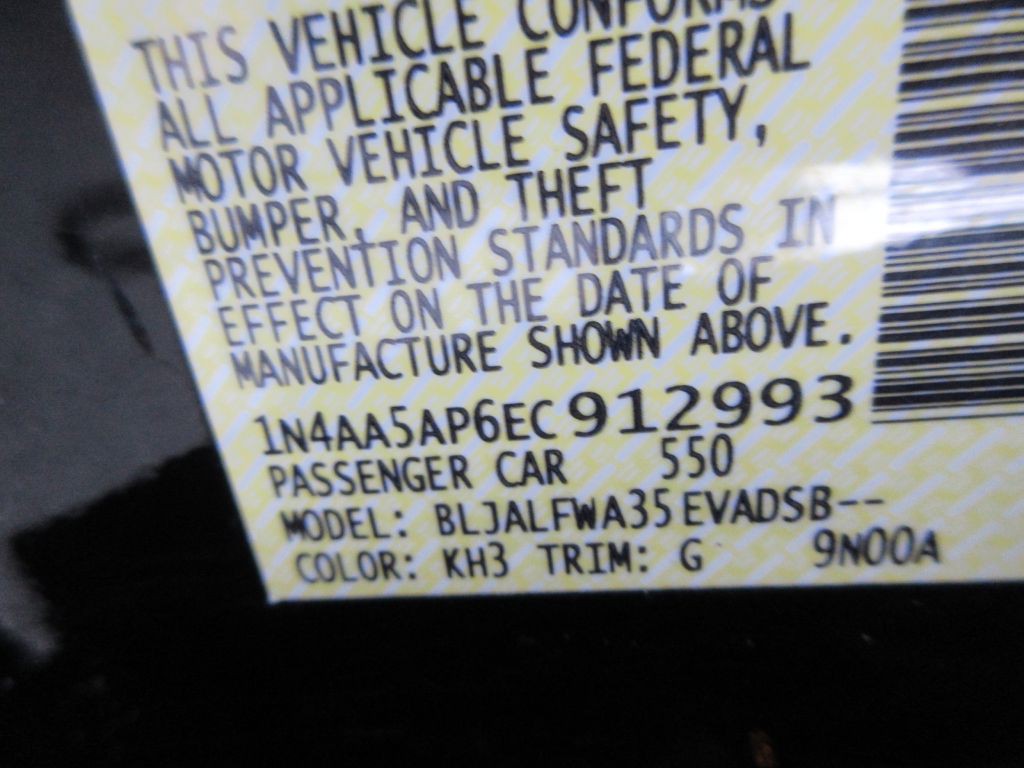 THIS VEHICLE CONFORMS
ALL APPLICABLE FEDERAL
MOTOR VEHICLE SAFETY,
BUMPER, AND THEFT
PREVENTION STANDARDS IN
EFFECT ON THE DATE OF
MANUFACTURE SHOWN ABOVE.
1N4AA5AP6EC912993
PASSENGER CAR 550
MODEL: BLJALFWA35EVADSB--
COLOR: KH3 TRIM: G 9N00A